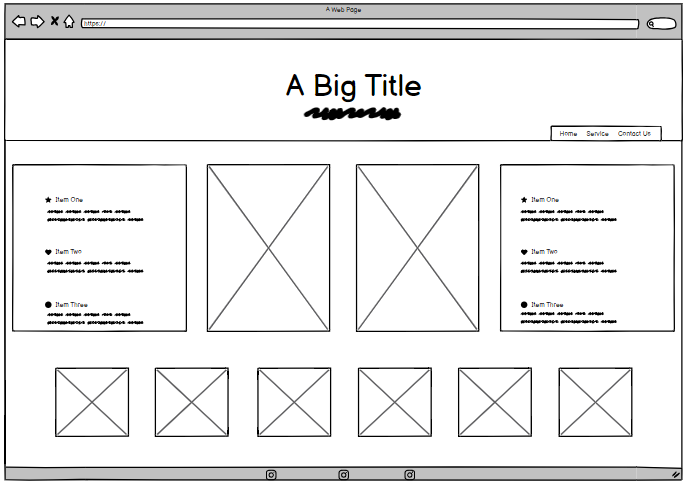 A Web Page
https://
A Big Title
Home Service Contact Us
Item One
Item Two
Item Three
Item One
Item Two
Item Three